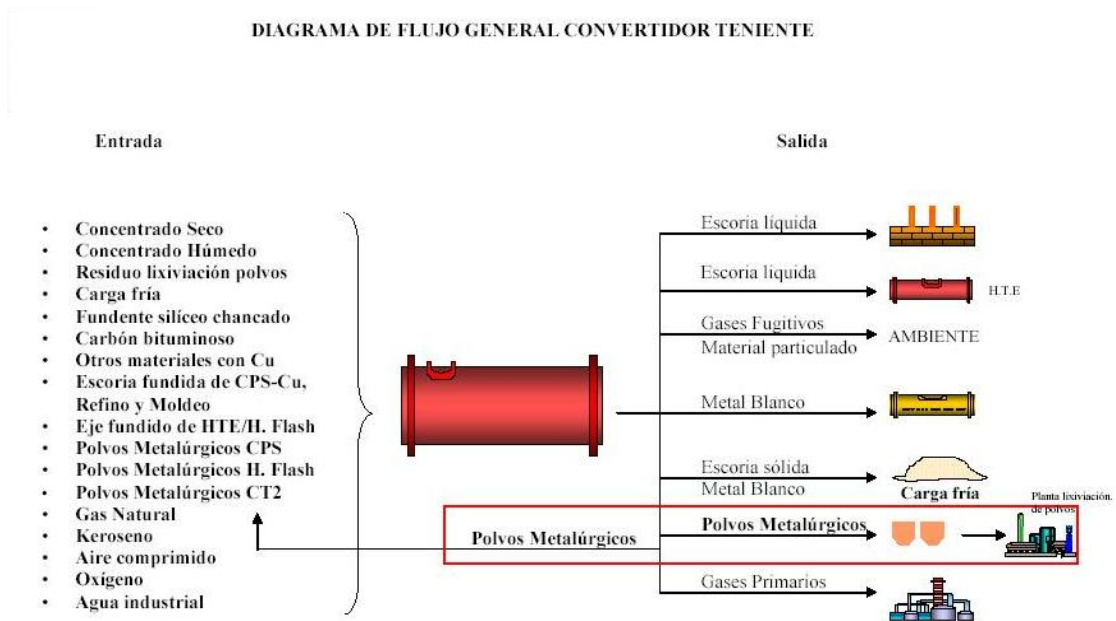 DIAGRAMA DE FLUJO GENERAL CONVERTIDOR TENIENTE
Entrada
• Concentrado Seco
• Concentrado Húmedo
• Residuo lixiviación polvos
• Carga fría
• Fundente silíceo chancado
• Carbón bituminoso
• Otros materiales con Cu
• Escoria fundida de CPS-Cu,
Refino y Moldeo
• Eje fundido de HTE/H. Flash
• Polvos Metalúrgicos CPS
• Polvos Metalúrgicos H. Flash
• Polvos Metalúrgicos CT2
• Gas Natural
• Keroseno
• Aire comprimido
• Oxígeno
• Agua industrial
Salida
Escoria líquida
Escoria líquida
H.T.E
Gases Fugitivos
Material particulado
AMBIENTE
Metal Blanco
Escoria sólida
Metal Blanco
Carga fría
Polvos Metalúrgicos
Polvos Metalúrgicos
Planta lixiviación.
de polvos
Gases Primarios